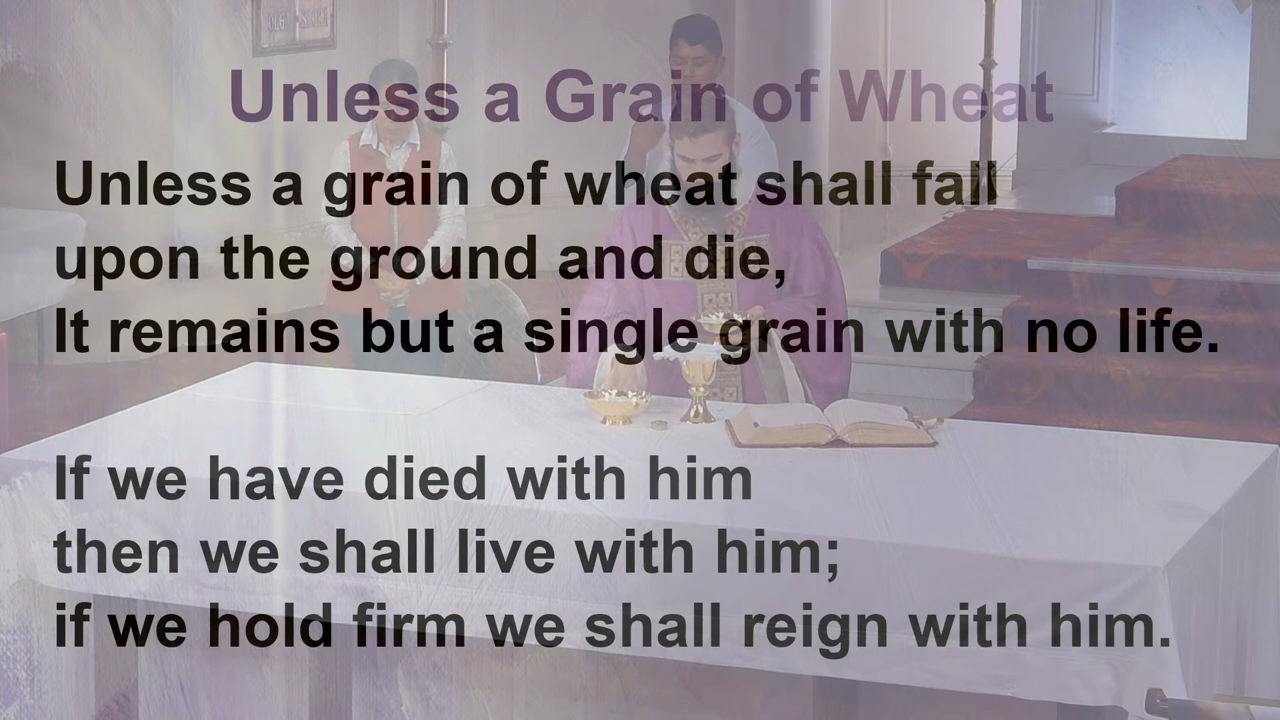 Unless a Grain of Wheat
Unless a grain of wheat shall fall
upon the ground and die,
It remains but a single grain with no life.
If we have died with him
then we shall live with him;
if we hold firm we shall reign with him.